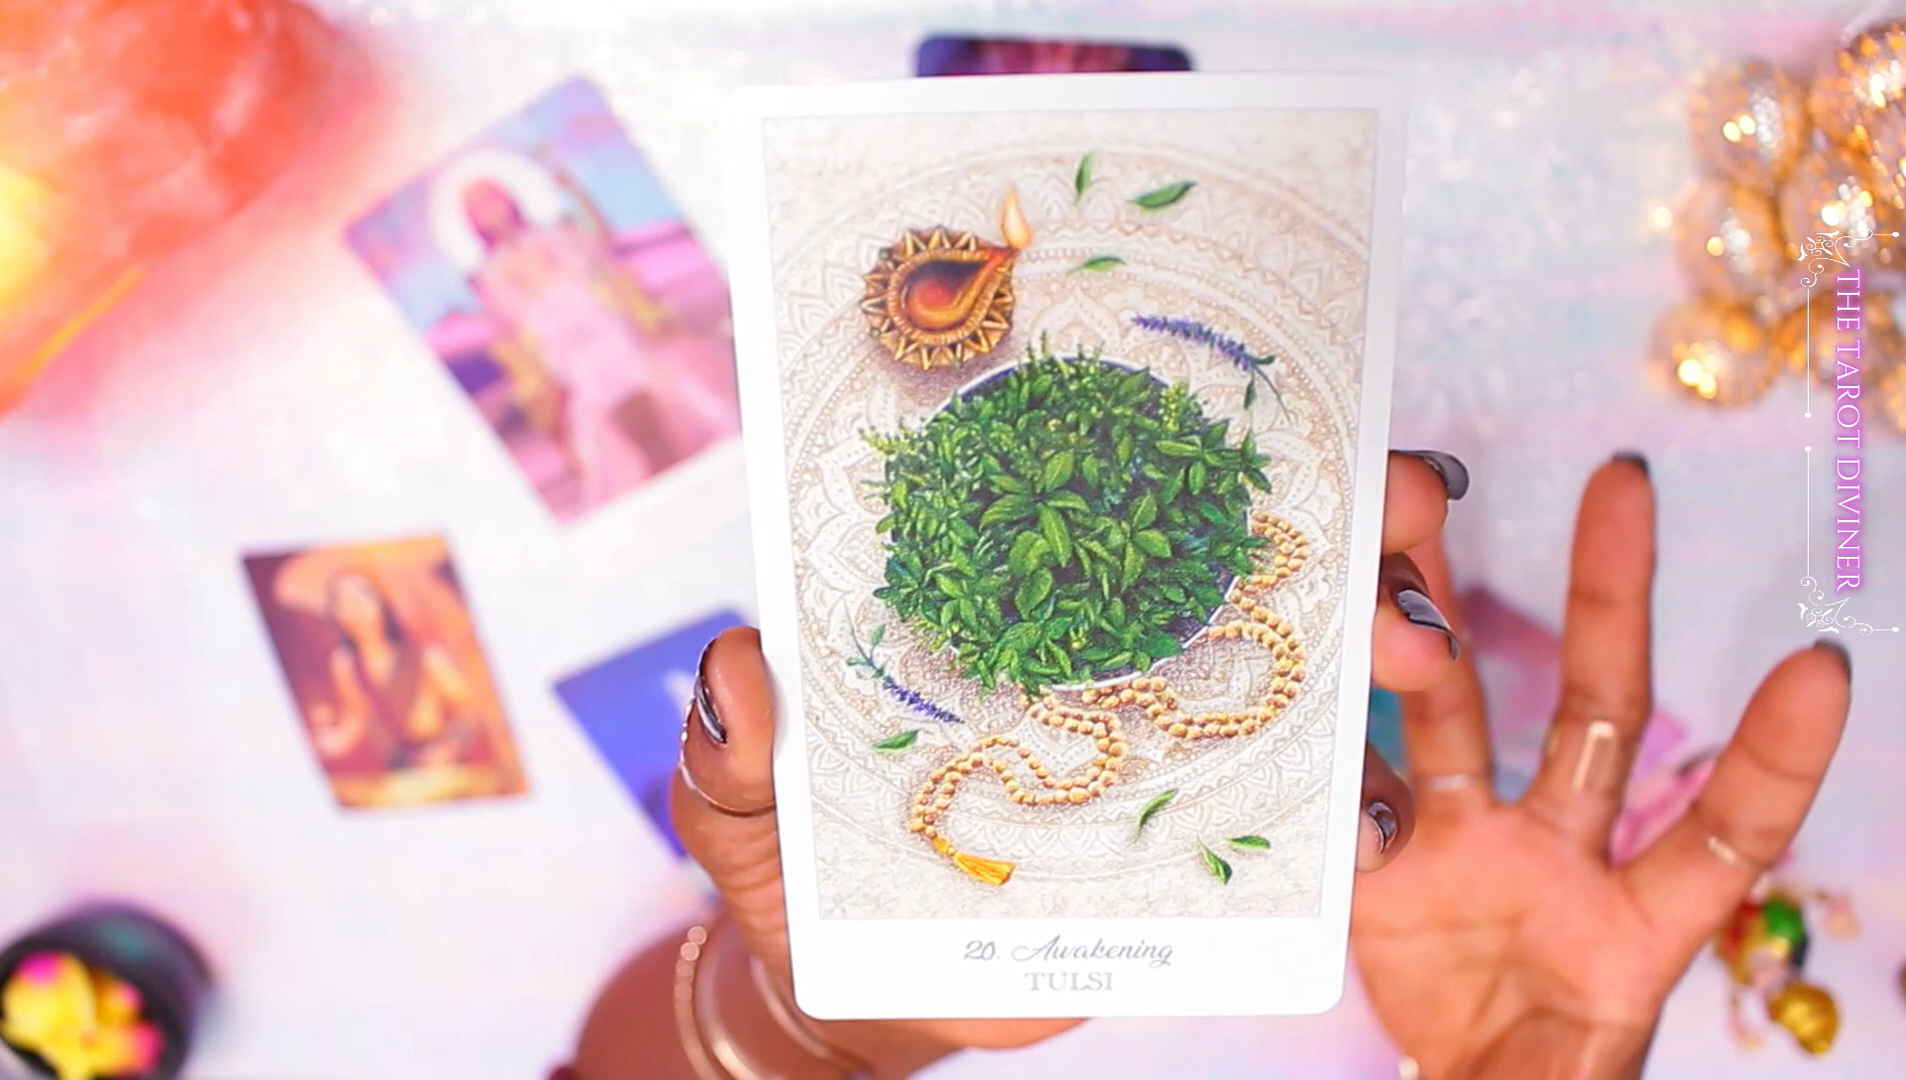 20. Awakening
TULSI
THE TAROT DIVINER